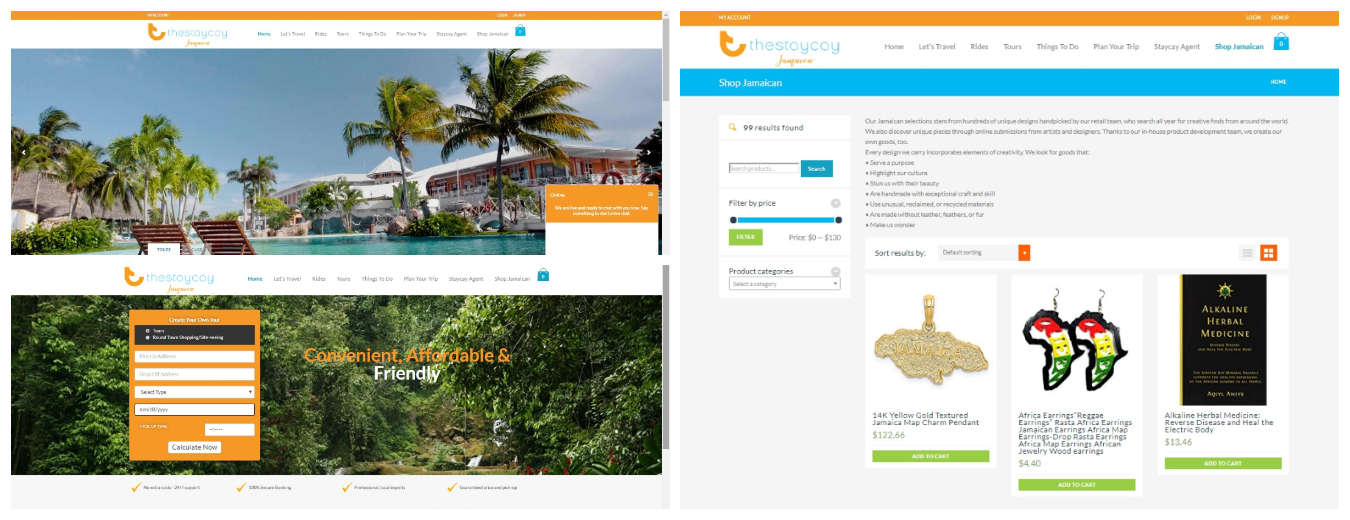 MY ACCOUNT
LOGIN SIGNUP
thestaycay
Jamaica
Home Let's Travel Rides Tours Things To Do Plan Your Trip Staycay Agent Shop Jamaican
0
Online
We are live and ready to chat with you now. Say
something to start a live chat.
TOURS
thestaycay
Jamaica
Home Let's Travel Rides Tours Things To Do Plan Your Trip Staycay Agent Shop Jamaican
0
Create Your Own Tour
Tours
Round Town Shopping/Site-seeing
Pick Up Address
Drop Off Address
Select Type
mm/dd/yyyy
PICK UP TIME
--:-- --
Calculate Now
Convenient, Affordable &
Friendly
No extra costs - 24/7 support
100% Secure Booking
Professional local experts
Guaranteed price and pick-up
MY ACCOUNT
LOGIN SIGNUP
thestaycay
Jamaica
Home Let's Travel Rides Tours Things To Do Plan Your Trip Staycay Agent Shop Jamaican
0
Shop Jamaican
HOME
99 results found
Search products...
Search
Filter by price
FILTER
Price: $0 — $130
Product categories
Select a category
Our Jamaican selections stem from hundreds of unique designs handpicked by our retail team, who search all year for creative finds from around the world.
We also discover unique pieces through online submissions from artists and designers. Thanks to our in-house product development team, we create our
own goods, too.
Every design we carry incorporates elements of creativity. We look for goods that:
• Serve a purpose
• Highlight our culture
• Stun us with their beauty
• Are handmade with exceptional craft and skill
• Use unusual, reclaimed, or recycled materials
• Are made without leather, feathers, or fur
• Make us wonder
Sort results by:
Default sorting
14K Yellow Gold Textured
Jamaica Map Charm Pendant
$122.66
ADD TO CART
Africa Earrings"Reggae
Earrings" Rasta Africa Earrings
Jamaican Earrings Africa Map
Earrings-Drop Rasta Earrings
Africa Map Earrings African
Jewelry Wood earrings
$4.40
ADD TO CART
ALKALINE
HERBAL
MEDICINE
REVERSE DISEASE
AND HEAL THE ELECTRIC BODY
AQIYL ANIYS
Alkaline Herbal Medicine:
Reverse Disease and Heal the
Electric Body
$13.46
ADD TO CART